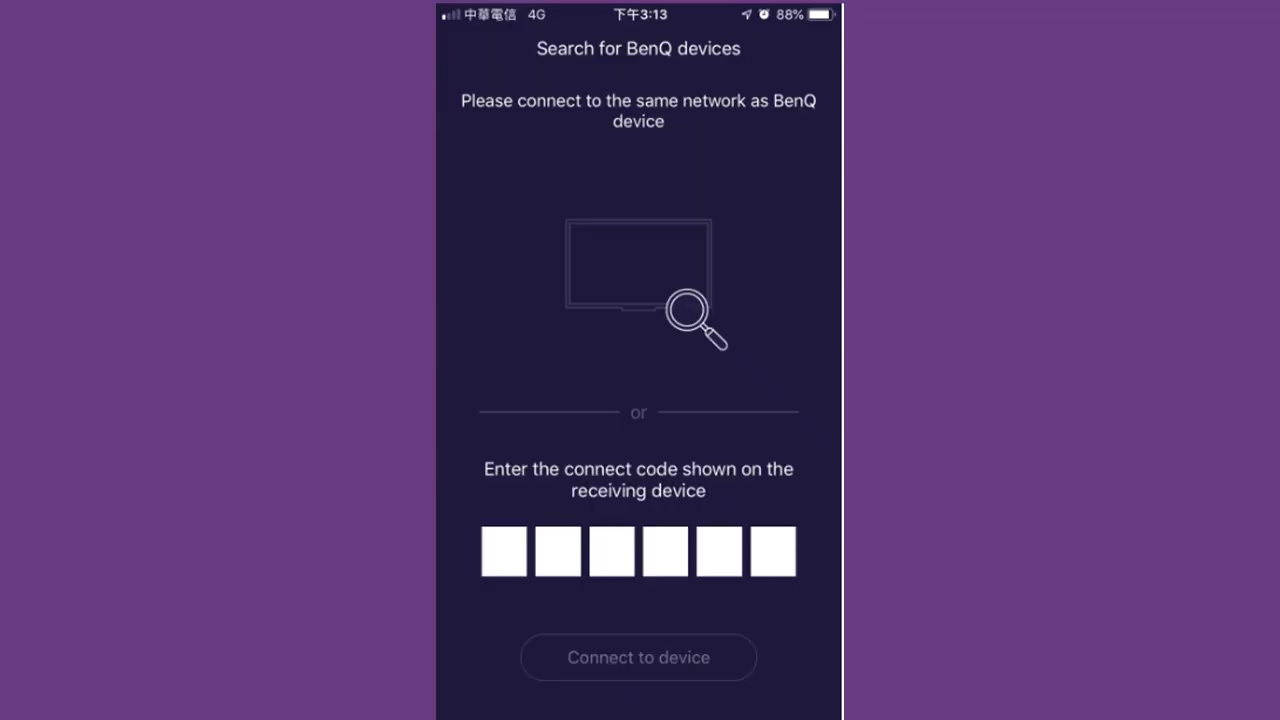 中華電信 4G 下午3:13 88%
Search for BenQ devices
Please connect to the same network as BenQ
device
or
Enter the connect code shown on the
receiving device
Connect to device